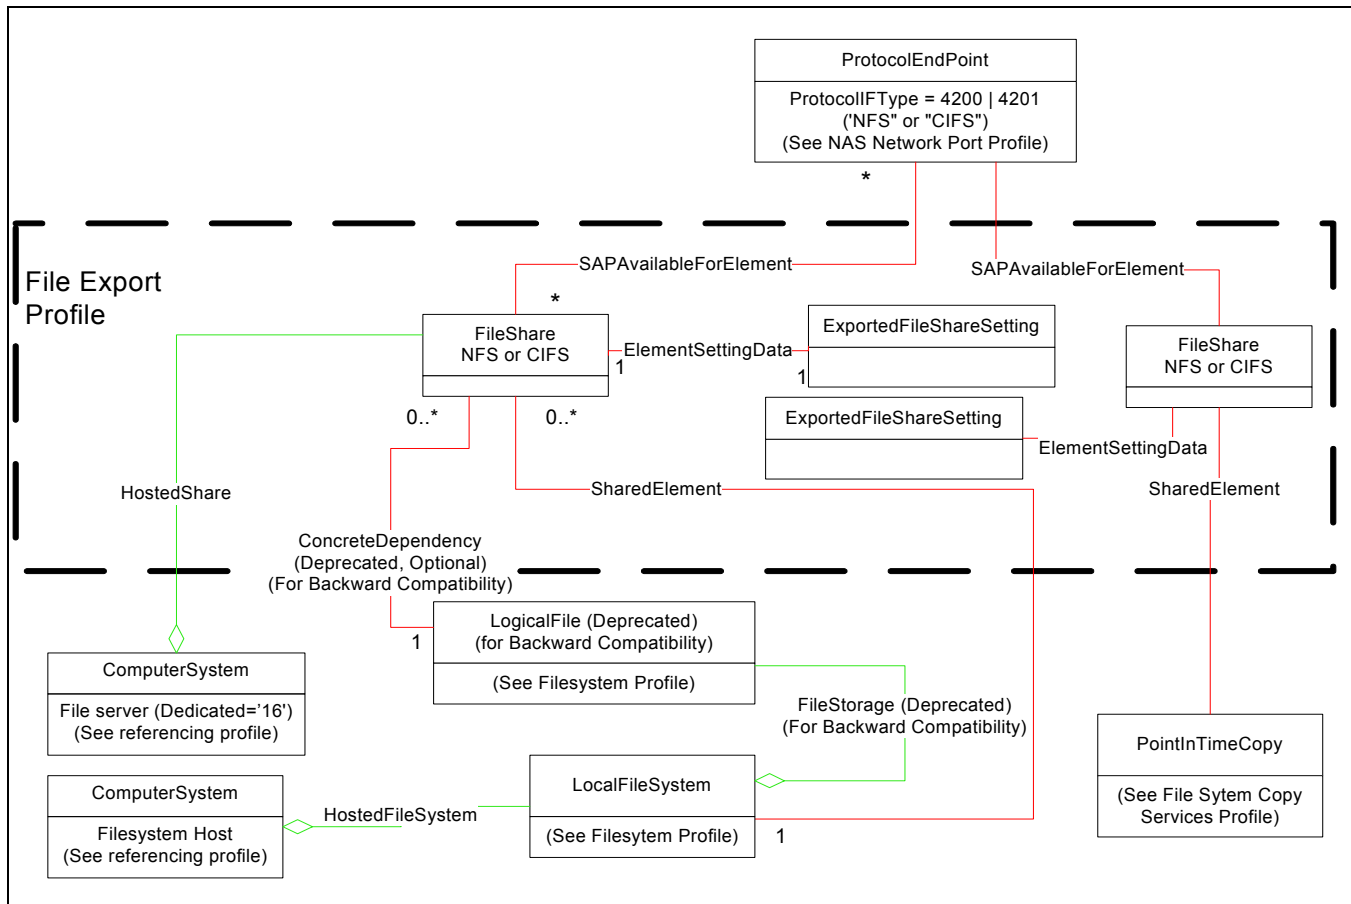 ProtocolEndPoint
ProtocolIFType = 4200 | 4201
('NFS" or "CIFS")
(See NAS Network Port Profile)
*
File Export
Profile
SAPAvailableForElement
SAPAvailableForElement
*
FileShare
NFS or CIFS
ElementSettingData
1
1
ExportedFileShareSetting
FileShare
NFS or CIFS
0..*
0..*
ExportedFileShareSetting
ElementSettingData
HostedShare
SharedElement
SharedElement
ConcreteDependency
(Deprecated, Optional)
(For Backward Compatibility)
1
LogicalFile (Deprecated)
(for Backward Compatibility)
(See Filesystem Profile)
ComputerSystem
File server (Dedicated='16')
(See referencing profile)
FileStorage (Deprecated)
(For Backward Compatibility)
PointInTimeCopy
(See File Sytem Copy
Services Profile)
ComputerSystem
Filesystem Host
(See referencing profile)
HostedFileSystem
LocalFileSystem
(See Filesytem Profile)
1